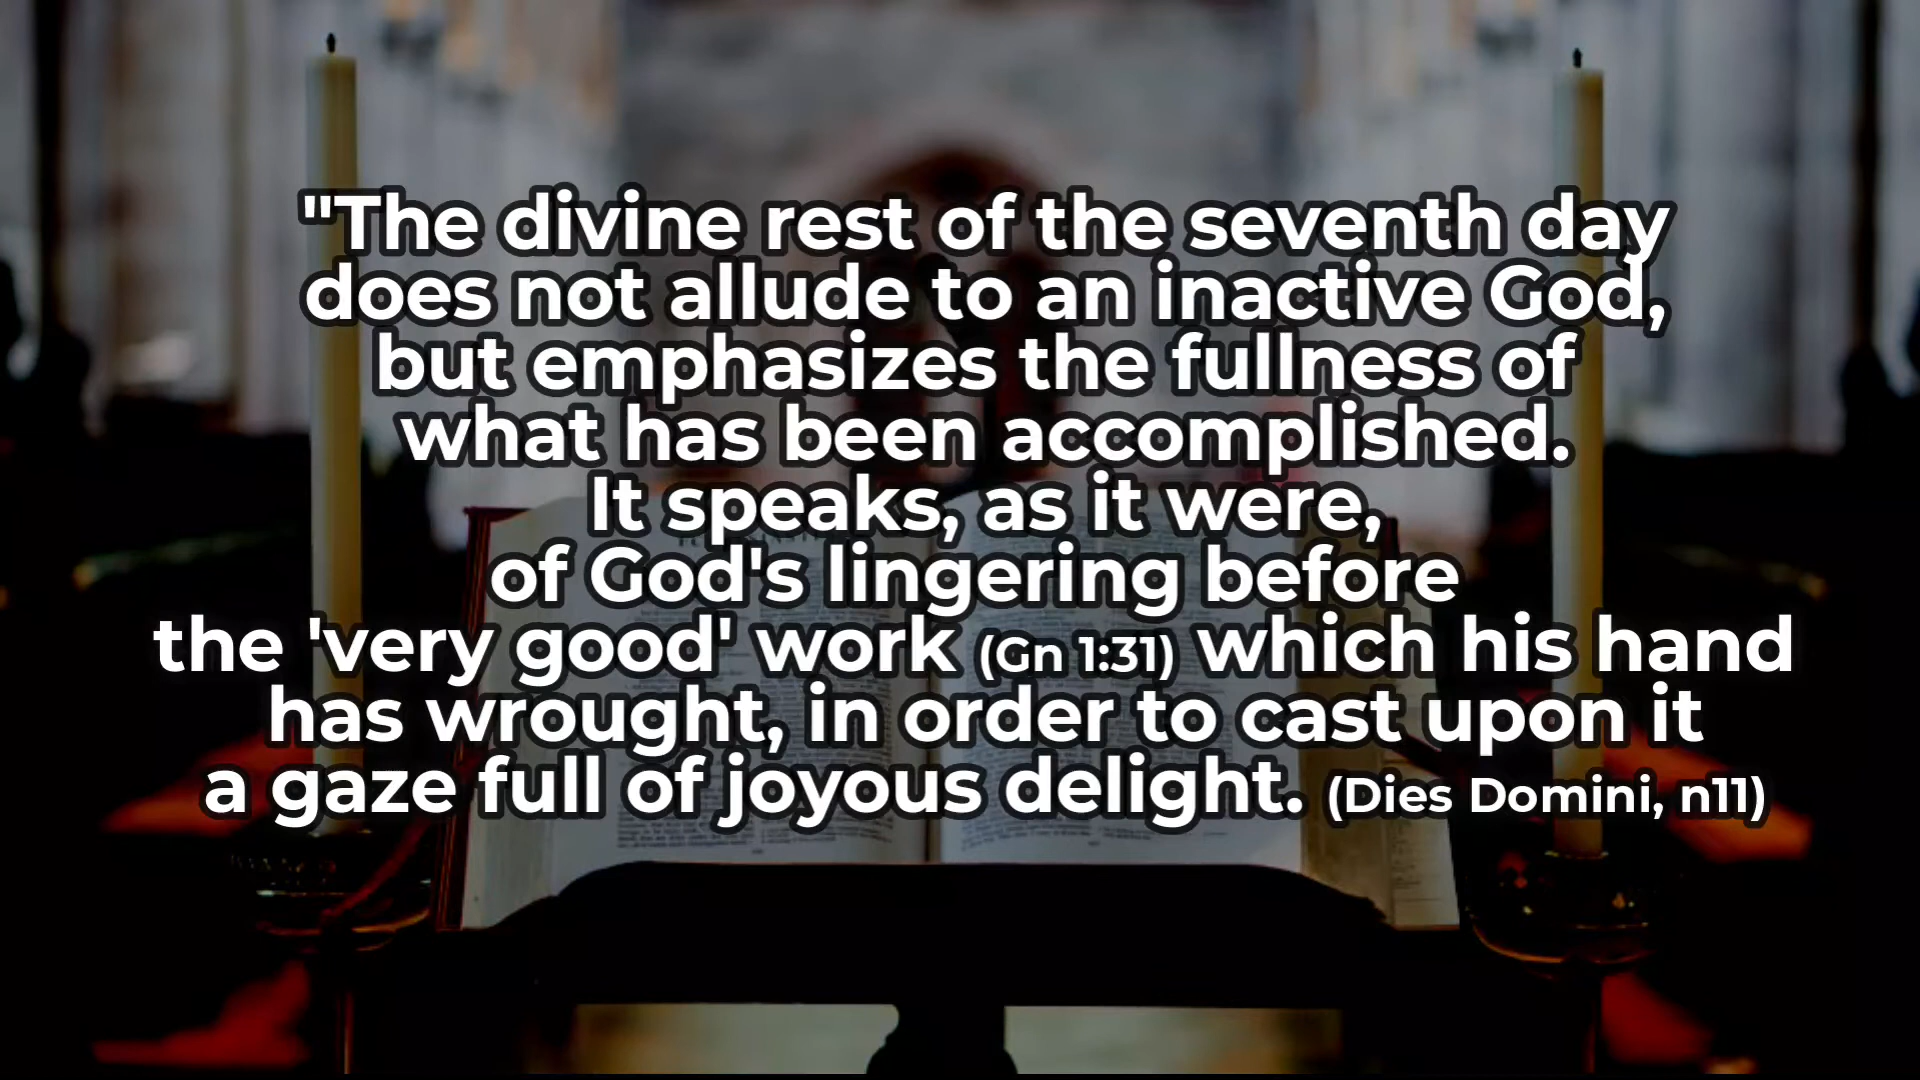 "The divine rest of the seventh day
does not allude to an inactive God,
but emphasizes the fullness of
what has been accomplished.
It speaks, as it were,
of God's lingering before
the 'very good' work (Gn 1:31) which his hand
has wrought, in order to cast upon it
a gaze full of joyous delight. (Dies Domini, n11)